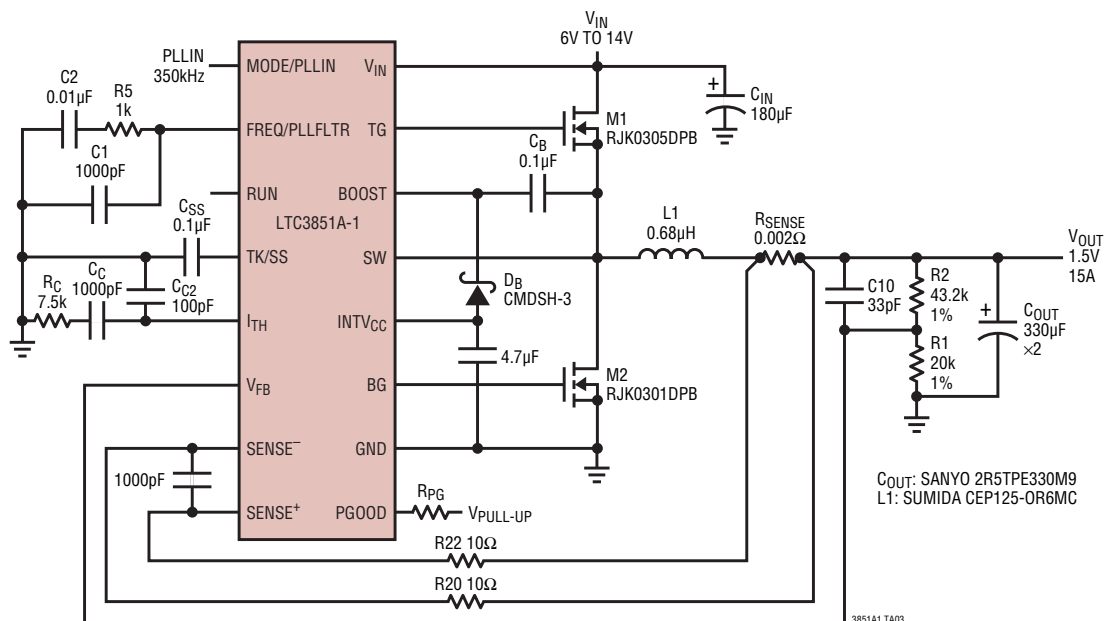 V_IN
6V TO 14V
PLLIN
350kHz
MODE/PLLIN
V_IN
C2
0.01µF
R5
1k
+
C_IN
180µF
FREQ/PLLFLTR
TG
M1
RJK0305DPB
C1
1000pF
C_B
0.1µF
RUN
BOOST
LTC3851A-1
C_SS
0.1µF
TK/SS
SW
L1
0.68µH
R_SENSE
0.002Ω
V_OUT
1.5V
15A
R_C
7.5k
C_C
1000pF
C_C2
100pF
D_B
CMDSH-3
C10
33pF
R2
43.2k
1%
+
C_OUT
330µF
×2
I_TH
INTV_CC
4.7µF
R1
20k
1%
V_FB
BG
M2
RJK0301DPB
SENSE⁻
GND
1000pF
SENSE⁺
PGOOD
R_PG
V_PULL-UP
C_OUT: SANYO 2R5TPE330M9
L1: SUMIDA CEP125-OR6MC
R22 10Ω
R20 10Ω
3851A1 TA03